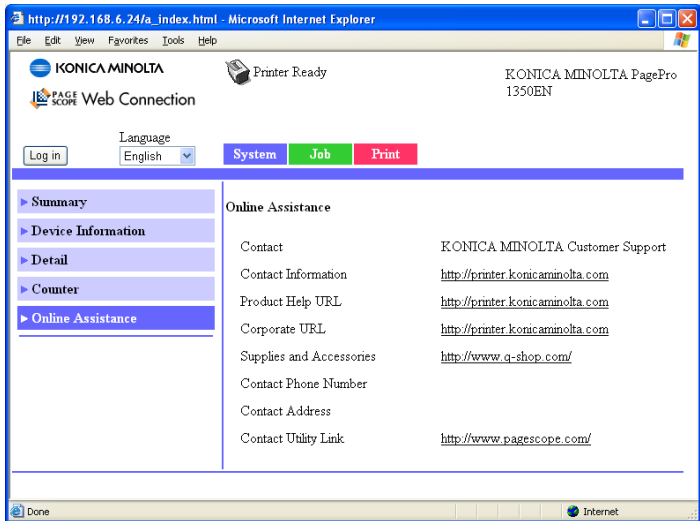 http://192.168.6.24/a_index.html - Microsoft Internet Explorer
File Edit View Favorites Tools Help
KONICA MINOLTA
PAGE SCOPE Web Connection
Printer Ready
KONICA MINOLTA PagePro 1350EN
Language
Log in
English
System Job Print
Summary
Device Information
Detail
Counter
Online Assistance
Online Assistance
Contact KONICA MINOLTA Customer Support
Contact Information http://printer.konicaminolta.com
Product Help URL http://printer.konicaminolta.com
Corporate URL http://printer.konicaminolta.com
Supplies and Accessories http://www.q-shop.com/
Contact Phone Number
Contact Address
Contact Utility Link http://www.pagescope.com/
Done Internet